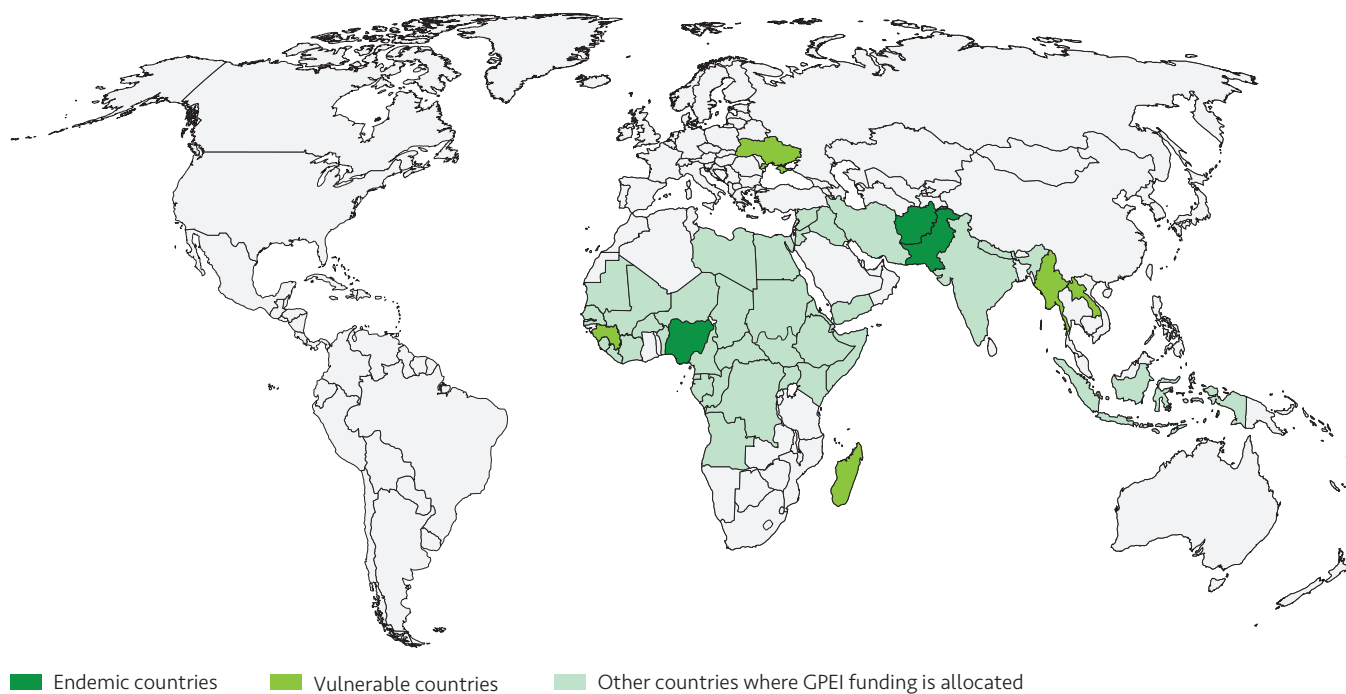 Endemic countries
Vulnerable countries
Other countries where GPEI funding is allocated